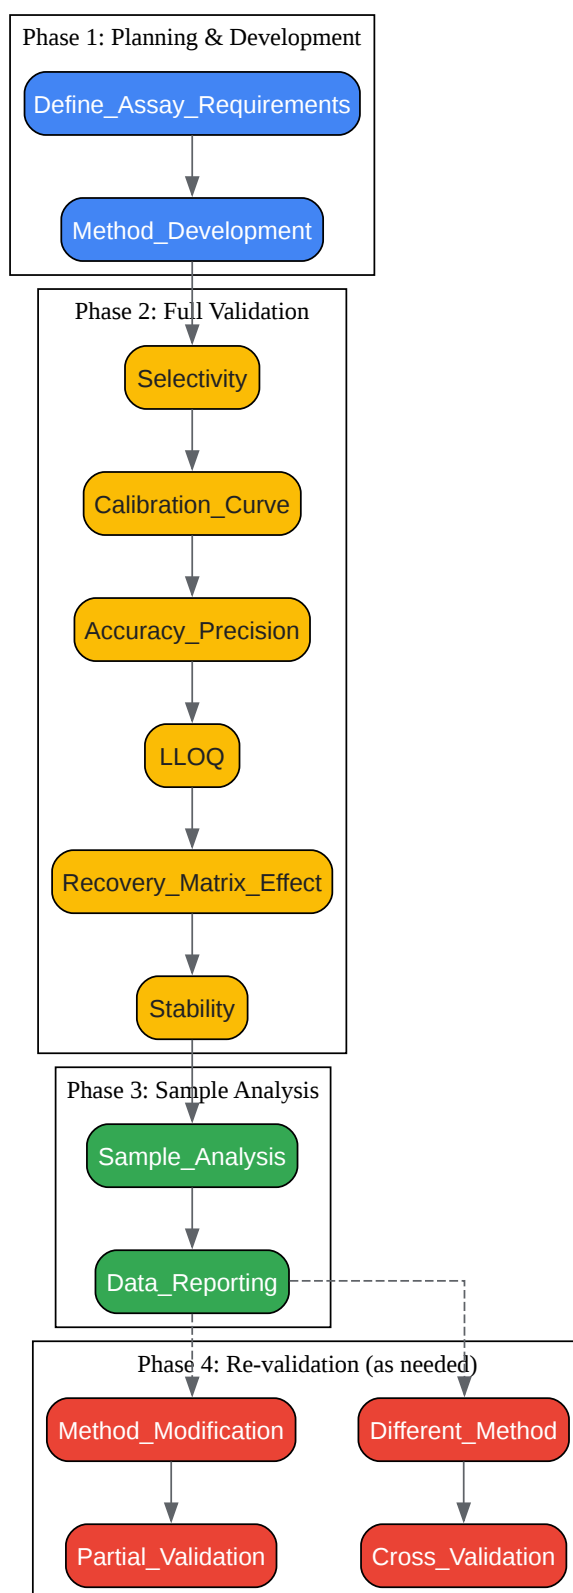 Phase 1: Planning & Development
Define_Assay_Requirements
Method_Development
Phase 2: Full Validation
Selectivity
Calibration_Curve
Accuracy_Precision
LLOQ
Recovery_Matrix_Effect
Stability
Phase 3: Sample Analysis
Sample_Analysis
Data_Reporting
Phase 4: Re-validation (as needed)
Method_Modification
Different_Method
Partial_Validation
Cross_Validation